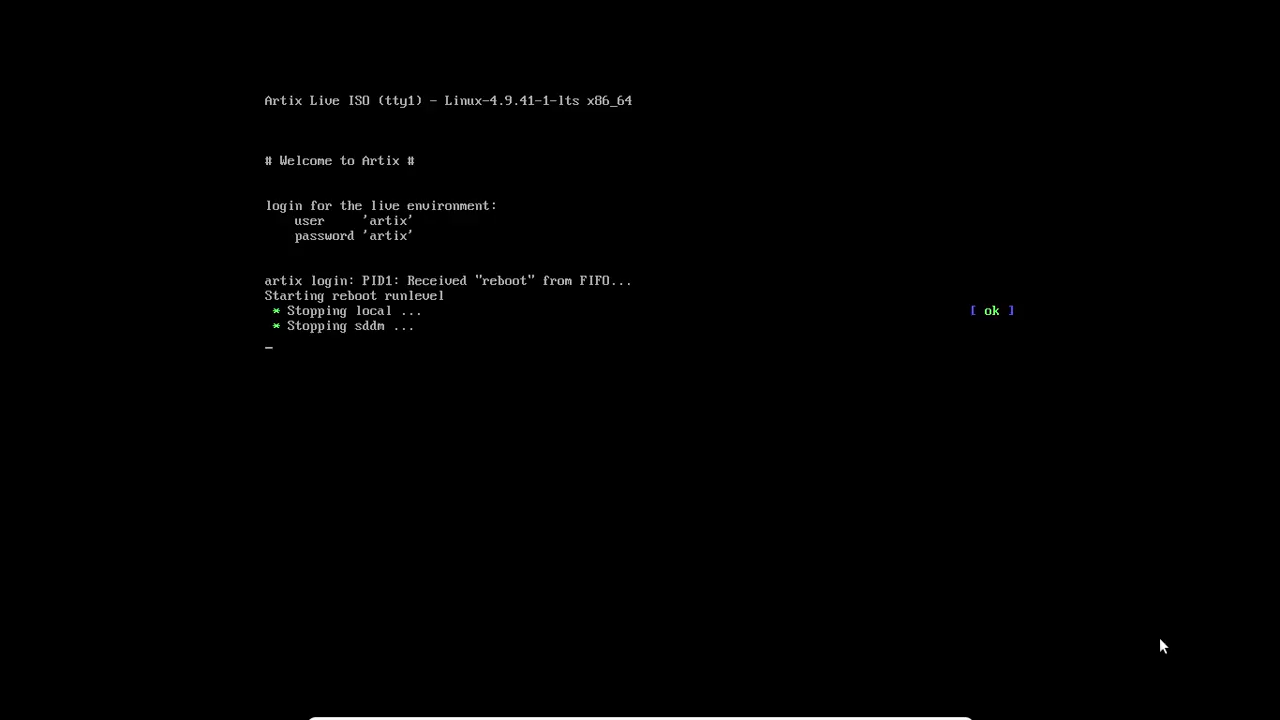 Artix Live ISO (tty1) - Linux-4.9.41-1-lts x86_64
# Welcome to Artix #
login for the live environment:
user 'artix'
password 'artix'
artix login: PID1: Received "reboot" from FIFO...
Starting reboot runlevel
* Stopping local ... [ ok ]
* Stopping sddm ...